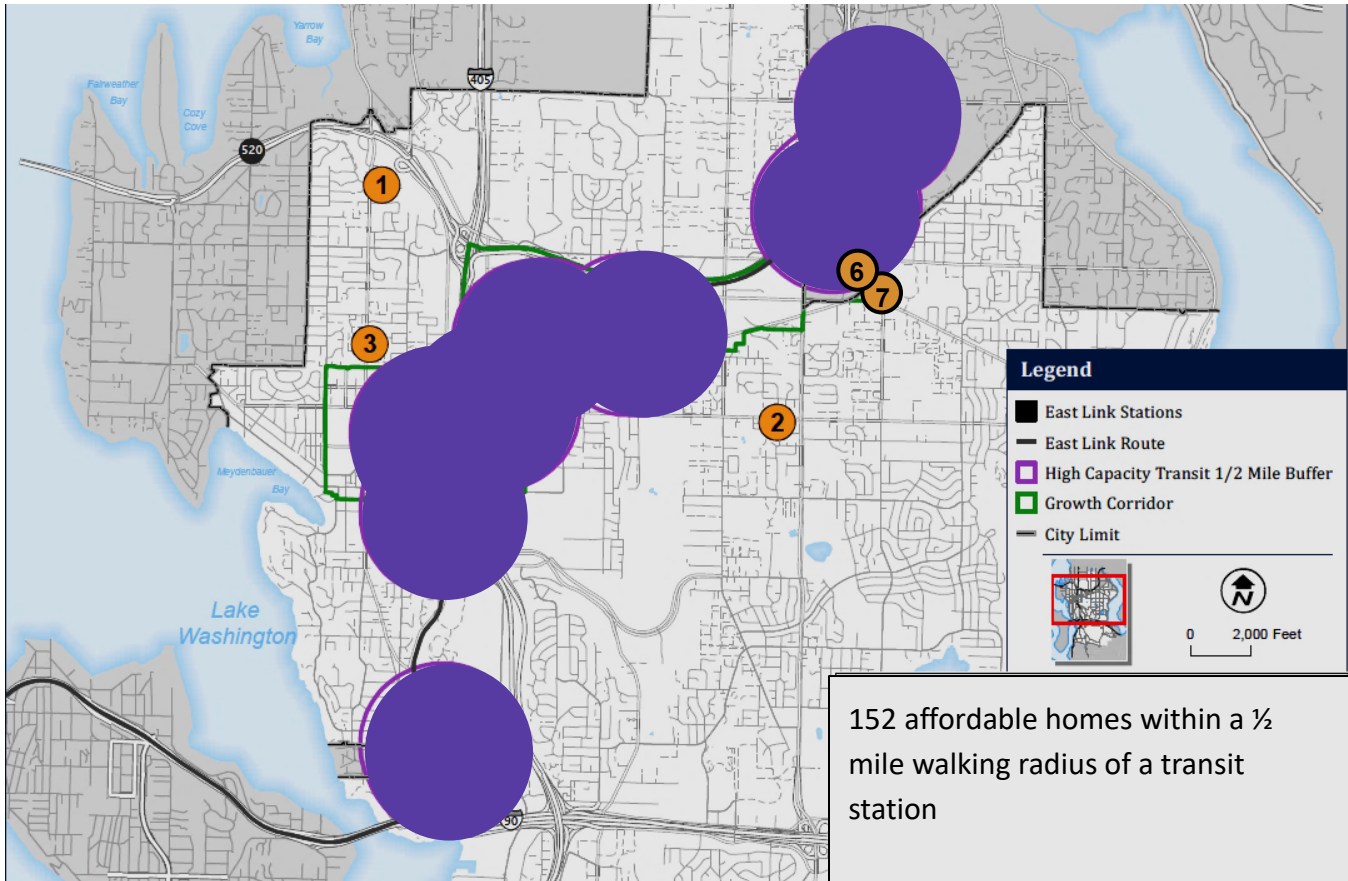 Yarrow
Bay
405
Fairweather
Bay
Cozy
Cove
520
1
6
7
3
2
Meydenbauer
Bay
Lake
Washington
90
Legend
East Link Stations
East Link Route
High Capacity Transit 1/2 Mile Buffer
Growth Corridor
City Limit
N
0 2,000 Feet
152 affordable homes within a ½
mile walking radius of a transit
station